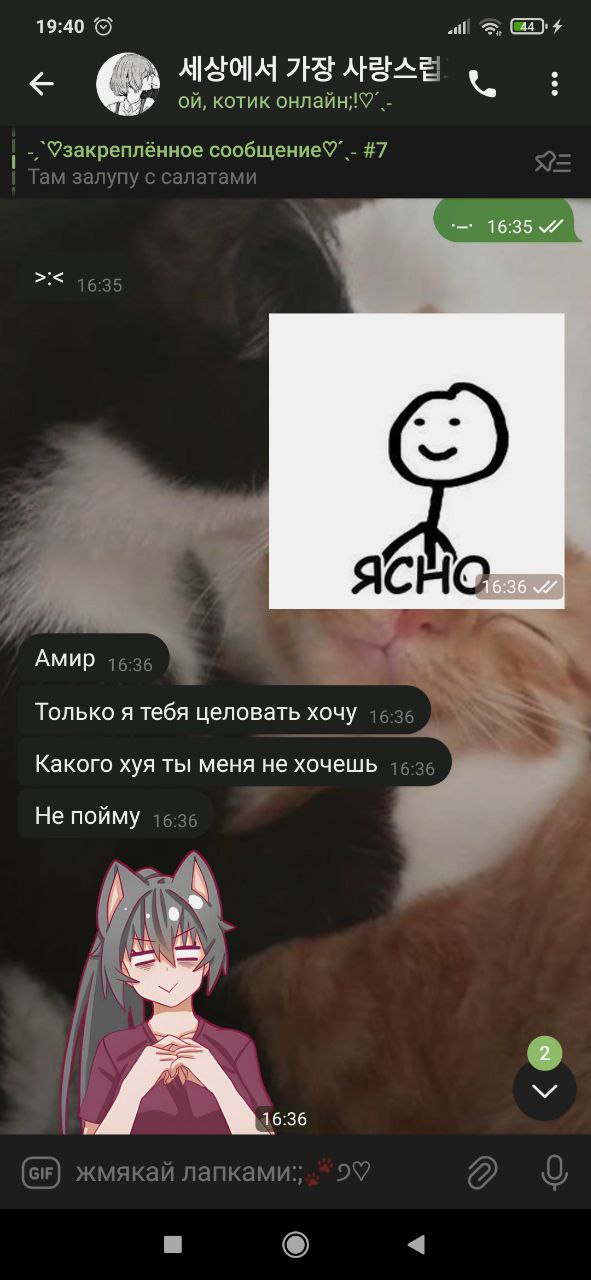 19:40
44
세상에서 가장 사랑스럽
ой, котик онлайн;!♡ˊˎ-
-ˏˋ♡закреплённое сообщение♡ˊˎ- #7
Там залупу с салатами
·–· 16:35
>:< 16:35
ЯСНО
16:36
Амир 16:36
Только я тебя целовать хочу 16:36
Какого хуя ты меня не хочешь 16:36
Не пойму 16:36
16:36
2
GIF жмякай лапками:;🐾੭♡